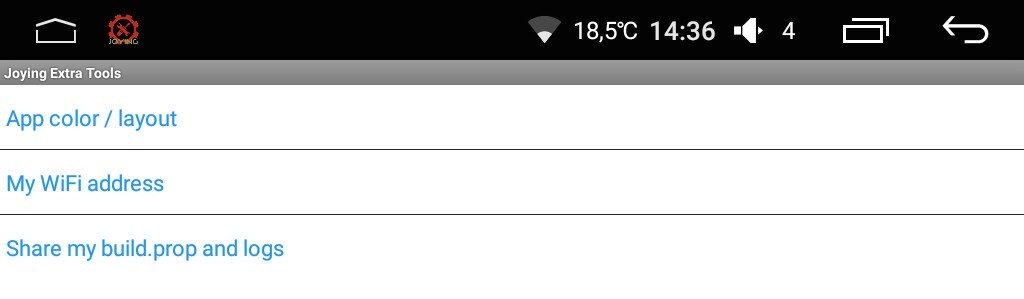 JOYING
18,5℃ 14:36 4
Joying Extra Tools
App color / layout
My WiFi address
Share my build.prop and logs